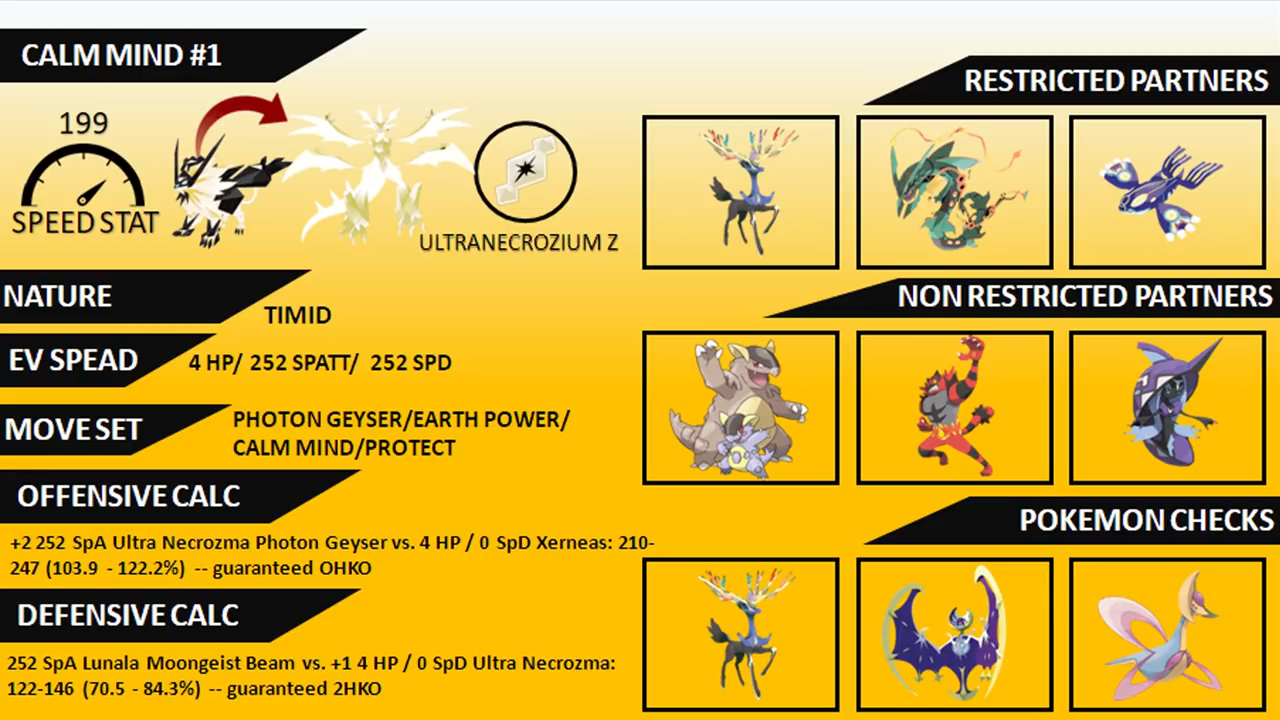 CALM MIND #1
199
SPEED STAT
ULTRANECROZIUM Z
NATURE
TIMID
EV SPEAD
4 HP/ 252 SPATT/ 252 SPD
MOVE SET
PHOTON GEYSER/EARTH POWER/
CALM MIND/PROTECT
OFFENSIVE CALC
+2 252 SpA Ultra Necrozma Photon Geyser vs. 4 HP / 0 SpD Xerneas: 210-
247 (103.9 - 122.2%) -- guaranteed OHKO
DEFENSIVE CALC
252 SpA Lunala Moongeist Beam vs. +1 4 HP / 0 SpD Ultra Necrozma:
122-146 (70.5 - 84.3%) -- guaranteed 2HKO
RESTRICTED PARTNERS
NON RESTRICTED PARTNERS
POKEMON CHECKS